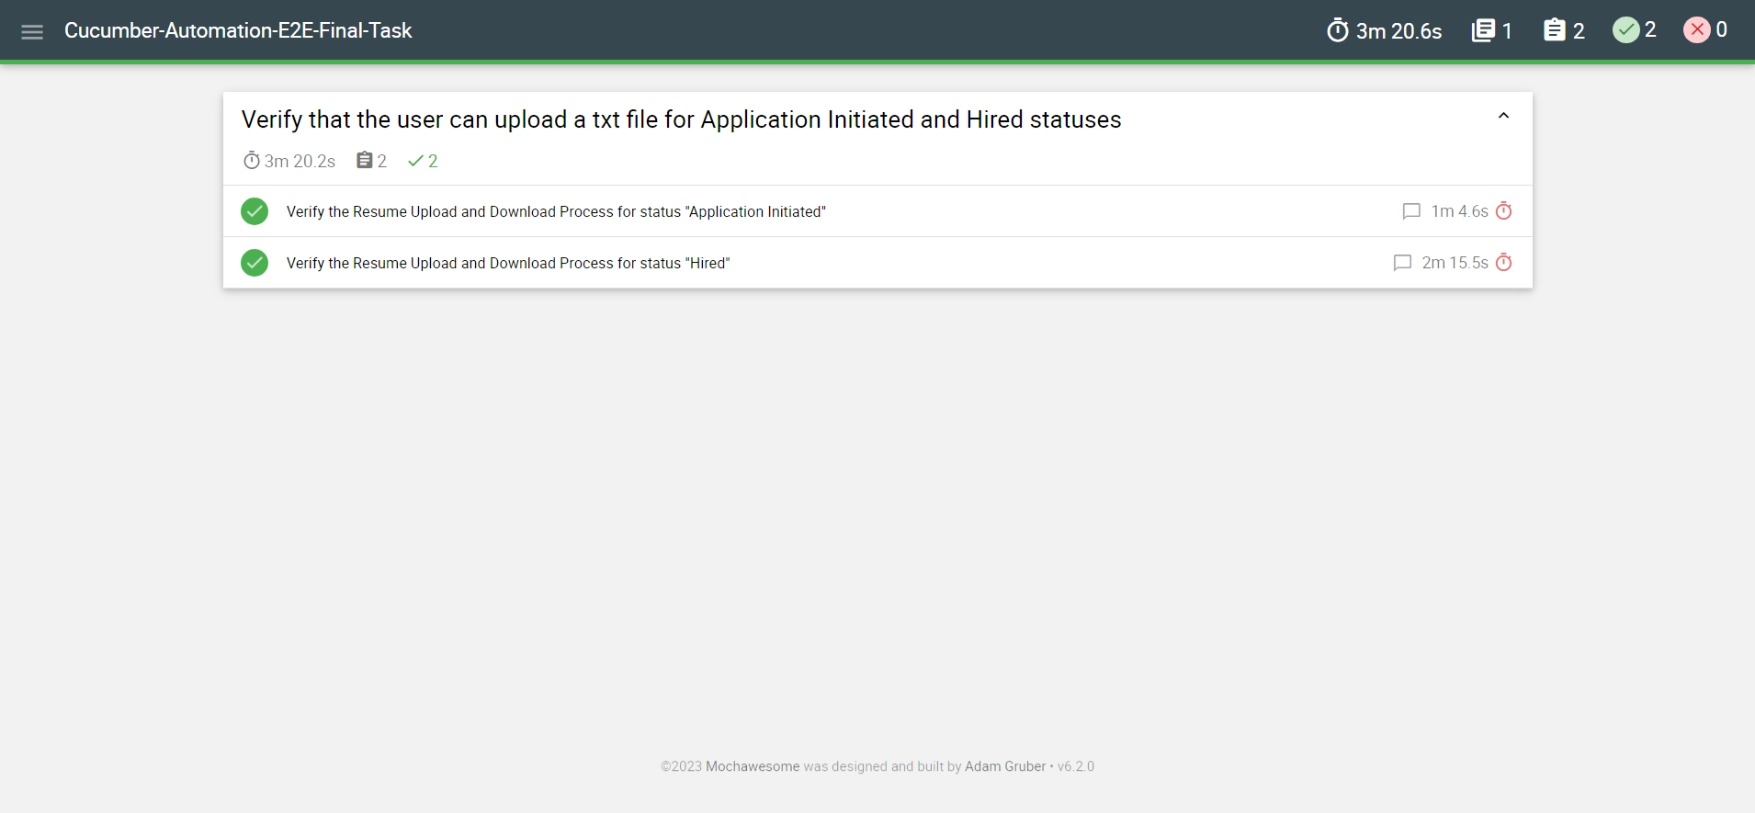 Cucumber-Automation-E2E-Final-Task 3m 20.6s 1 2 2 0
Verify that the user can upload a txt file for Application Initiated and Hired statuses
3m 20.2s 2 2
Verify the Resume Upload and Download Process for status "Application Initiated" 1m 4.6s
Verify the Resume Upload and Download Process for status "Hired" 2m 15.5s
©2023 Mochawesome was designed and built by Adam Gruber • v6.2.0